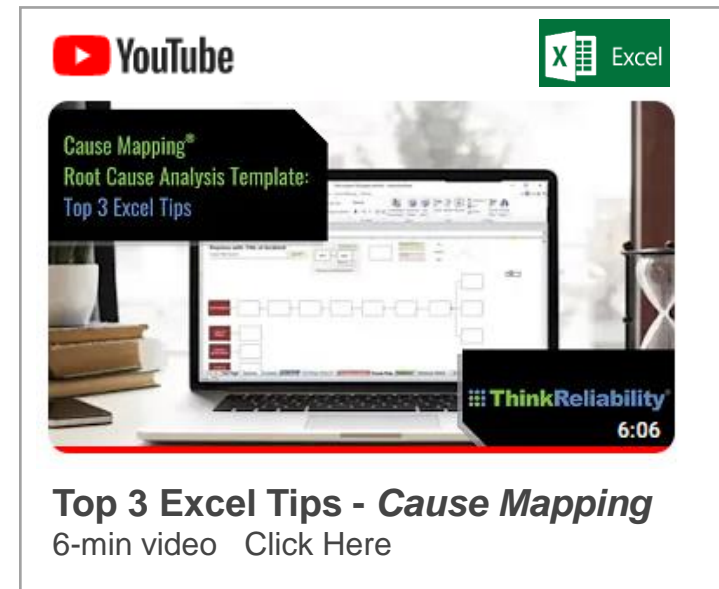 YouTube
X Excel
Cause Mapping®
Root Cause Analysis Template:
Top 3 Excel Tips
ThinkReliability®
6:06
Top 3 Excel Tips - Cause Mapping
6-min video Click Here